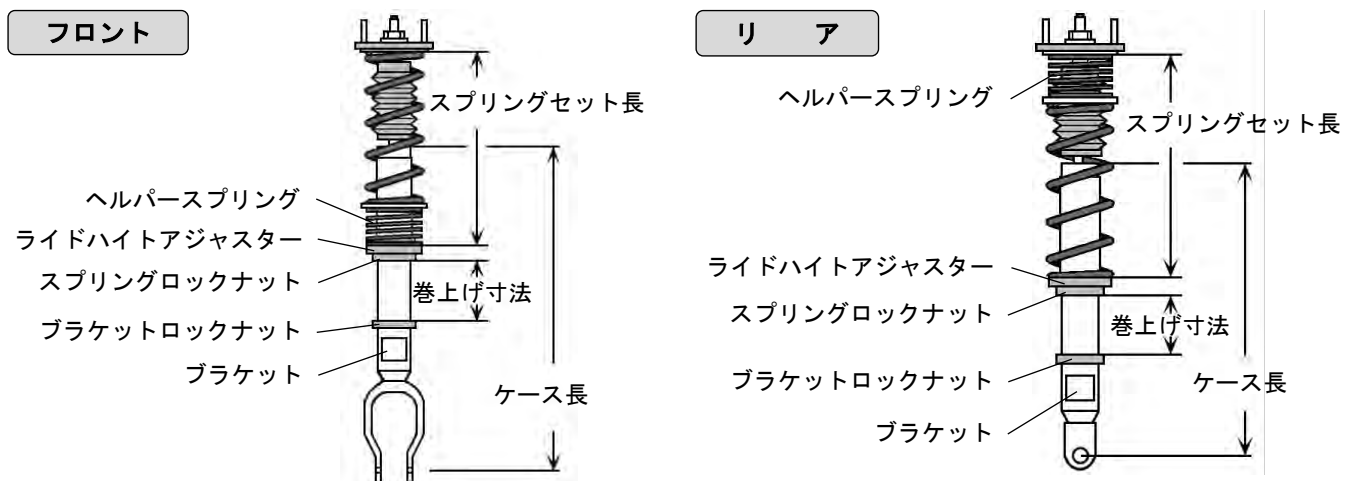 フロント
スプリングセット長
ヘルパースプリング
ライドハイトアジャスター
スプリングロックナット
巻上げ寸法
ブラケットロックナット
ブラケット
ケース長
リ ア
ヘルパースプリング
スプリングセット長
ライドハイトアジャスター
スプリングロックナット
巻上げ寸法
ブラケットロックナット
ケース長
ブラケット